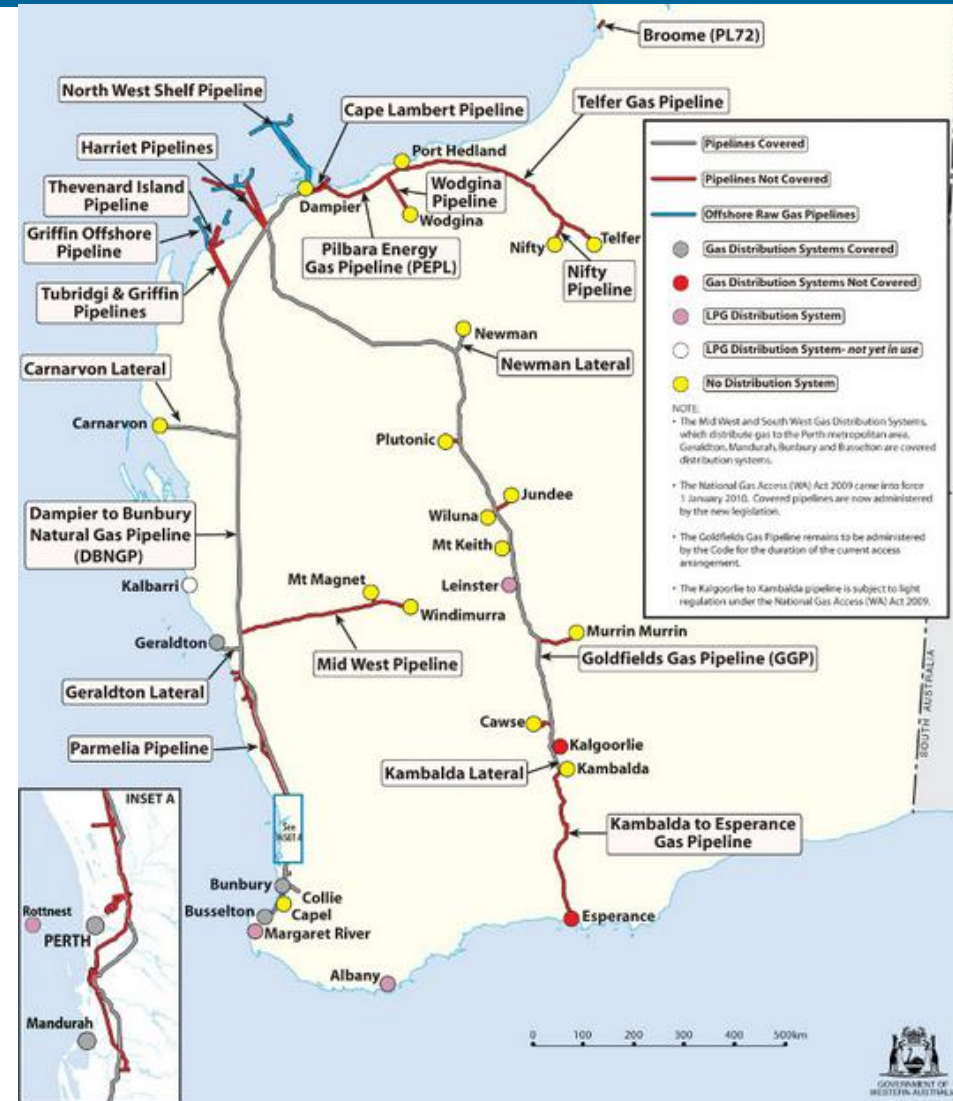 Broome (PL72)
North West Shelf Pipeline
Cape Lambert Pipeline
Telfer Gas Pipeline
Harriet Pipelines
Port Hedland
Thevenard Island
Pipeline
Dampier
Wodgina
Pipeline
Wodgina
Griffin Offshore
Pipeline
Pilbara Energy
Gas Pipeline (PEPL)
Nifty
Telfer
Nifty
Pipeline
Tubridgi & Griffin
Pipelines
Newman
Newman Lateral
Carnarvon Lateral
Carnarvon
Plutonic
Jundee
Wiluna
Dampier to Bunbury
Natural Gas Pipeline
(DBNGP)
Mt Keith
Kalbarri
Mt Magnet
Leinster
Windimurra
Geraldton
Murrin Murrin
Mid West Pipeline
Goldfields Gas Pipeline (GGP)
Geraldton Lateral
Cawse
Parmelia Pipeline
Kalgoorlie
Kambalda Lateral
Kambalda
Kambalda to Esperance
Gas Pipeline
See
INSET A
Bunbury
Collie
Busselton
Capel
Esperance
Margaret River
Albany
Pipelines Covered
Pipelines Not Covered
Offshore Raw Gas Pipelines
Gas Distribution Systems Covered
Gas Distribution Systems Not Covered
LPG Distribution System
LPG Distribution System- not yet in use
No Distribution System
NOTE:
• The Mid West and South West Gas Distribution Systems,
which distribute gas to the Perth metropolitan area,
Geraldton, Mandurah, Bunbury and Busselton are covered
distribution systems.
• The National Gas Access (WA) Act 2009 came into force
1 January 2010. Covered pipelines are now administered
by the new legislation.
• The Goldfields Gas Pipeline remains to be administered
by the Code for the duration of the current access
arrangement.
• The Kalgoorlie to Kambalda pipeline is subject to light
regulation under the National Gas Access (WA) Act 2009.
SOUTH AUSTRALIA
INSET A
Rottnest
PERTH
Mandurah
0 100 200 300 400 500km
GOVERNMENT OF
WESTERN AUSTRALIA